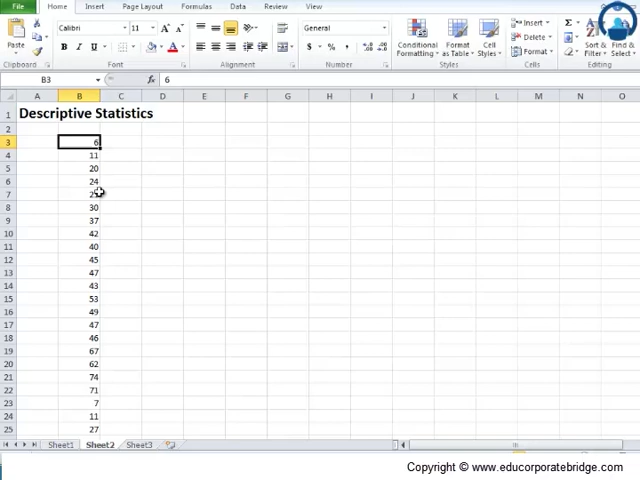 File Home Insert Page Layout Formulas Data Review View
Calibri 11 General Insert
Paste B I U $ % , Conditional Formatting Format as Table Cell Styles Delete Sort & Filter Find & Select
Format
Clipboard Font Alignment Number Styles Cells
B3 fx 6
A B C D E F G H I J K L M N O
1 Descriptive Statistics
2
3 6
4 11
5 20
6 24
7
8 30
9 37
10 42
11 40
12 45
13 47
14 43
15 53
16 49
17 47
18 46
19 67
20 62
21 74
22 71
23 7
24 11
25 27
Sheet1 Sheet2 Sheet3
Copyright © www.educorporatebridge.com